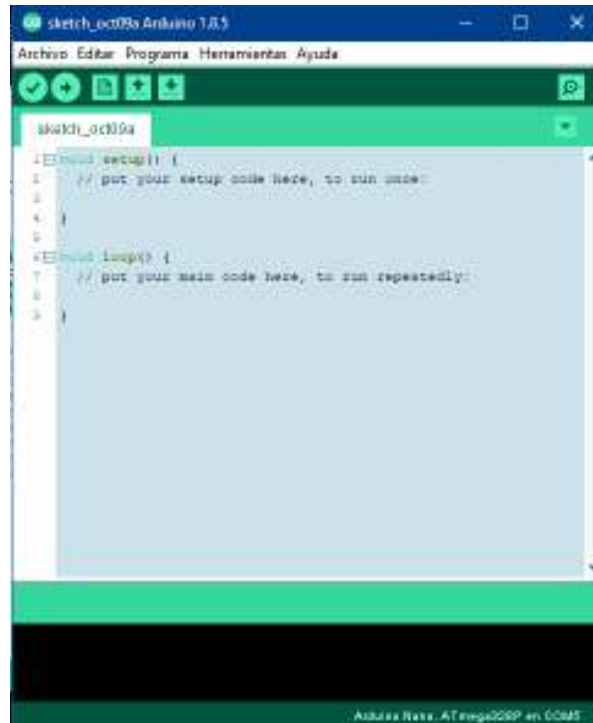 sketch_oct09a Arduino 1.8.5
Archivo Editar Programa Herramientas Ayuda
sketch_oct09a
1 void setup() {
2 // put your setup code here, to run once:
3
4 }
5
6 void loop() {
7 // put your main code here, to run repeatedly:
8
9 }
Arduino Nano, ATmega328P en COM5